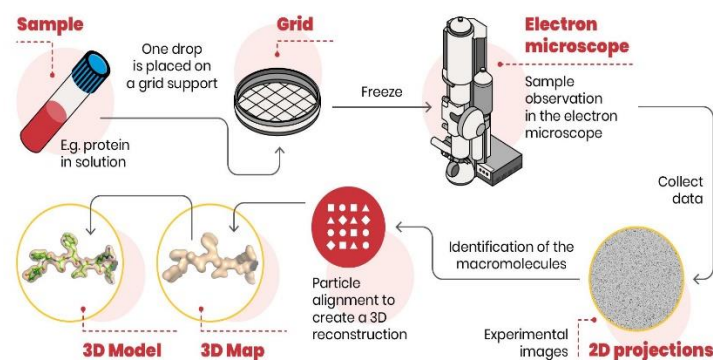 Sample
One drop
is placed on
a grid support
E.g. protein
in solution
Grid
Freeze
Electron
microscope
Sample
observation
in the electron
microscope
Collect
data
2D projections
Experimental
images
Identification of the
macromolecules
Particle
alignment to
create a 3D
reconstruction
3D Map
3D Model